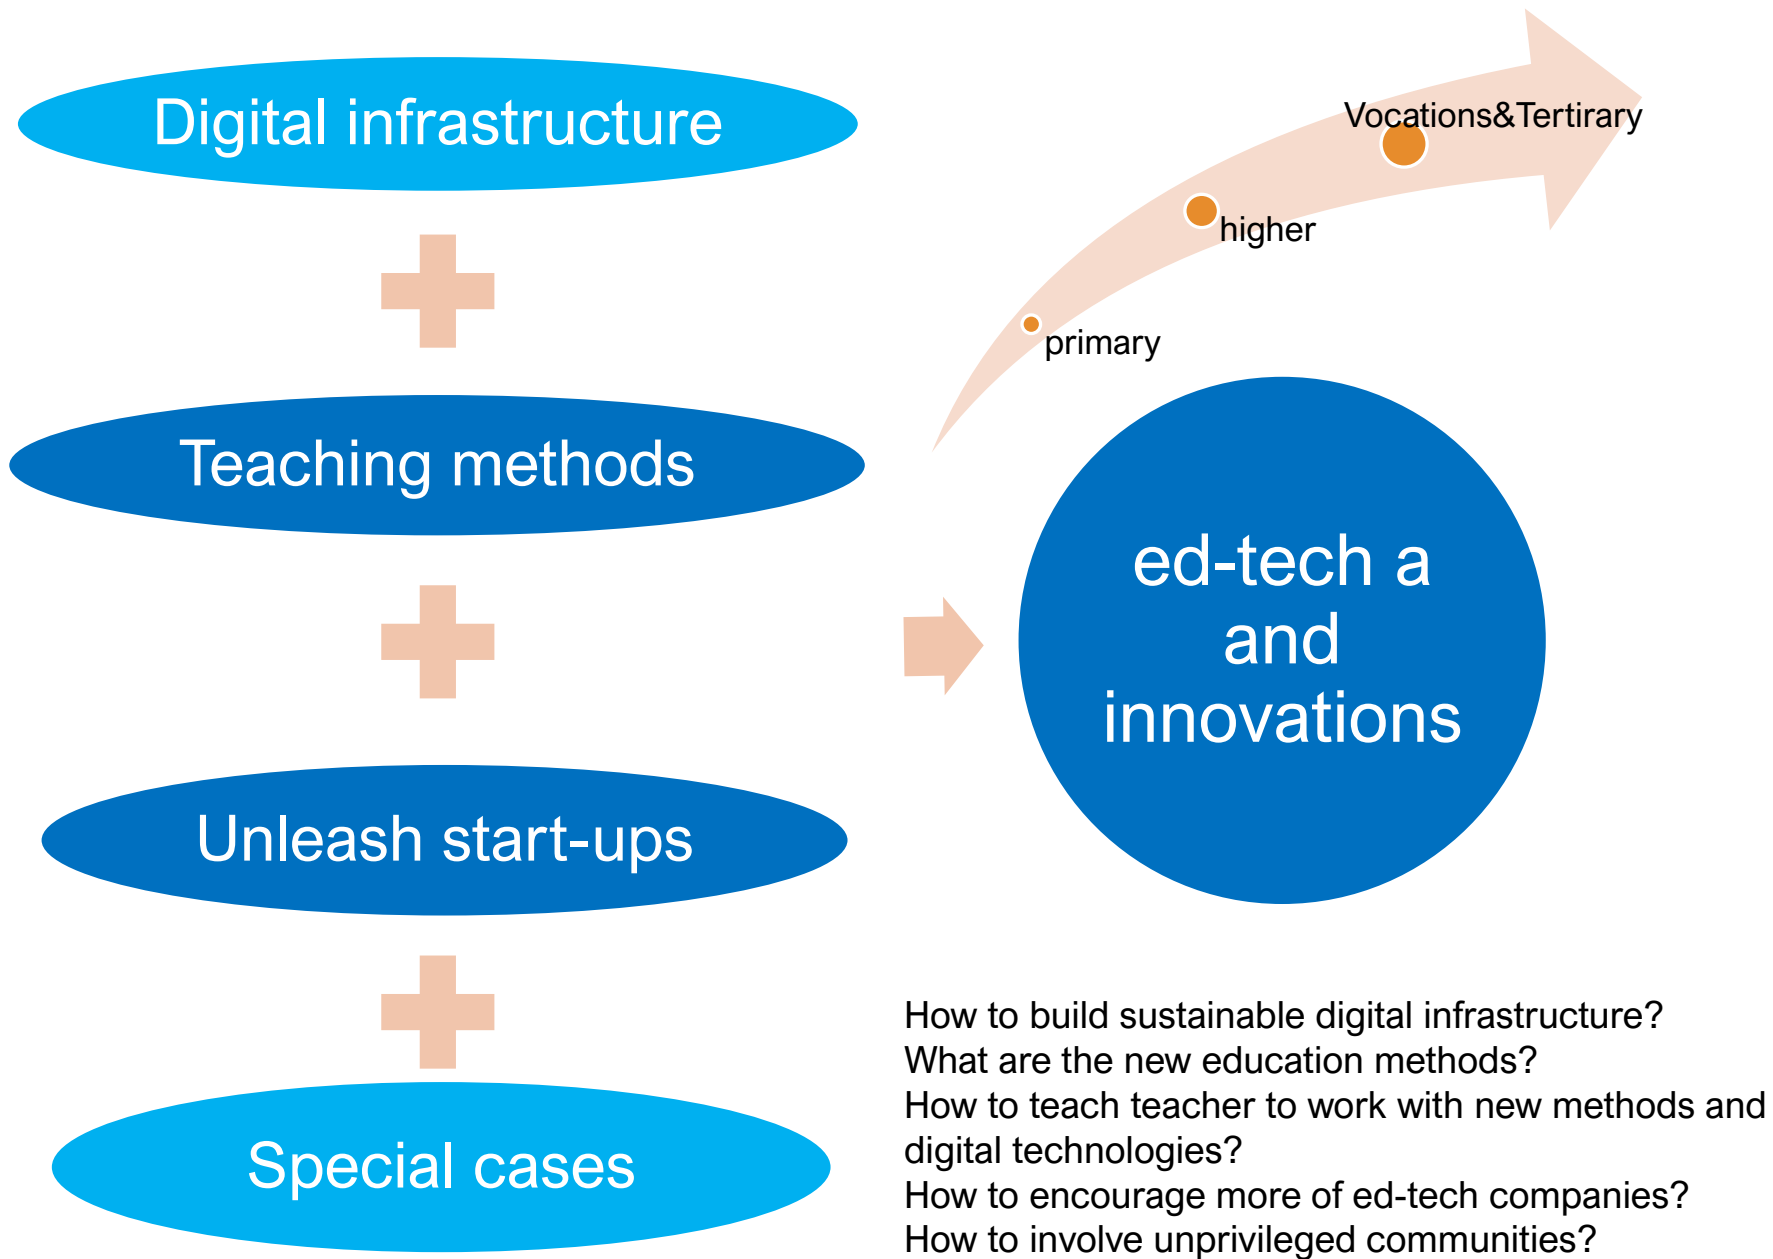 Digital infrastructure
Teaching methods
Unleash start-ups
Special cases
Vocations&Tertirary
higher
primary
ed-tech a
and
innovations
How to build sustainable digital infrastructure?
What are the new education methods?
How to teach teacher to work with new methods and
digital technologies?
How to encourage more of ed-tech companies?
How to involve unprivileged communities?